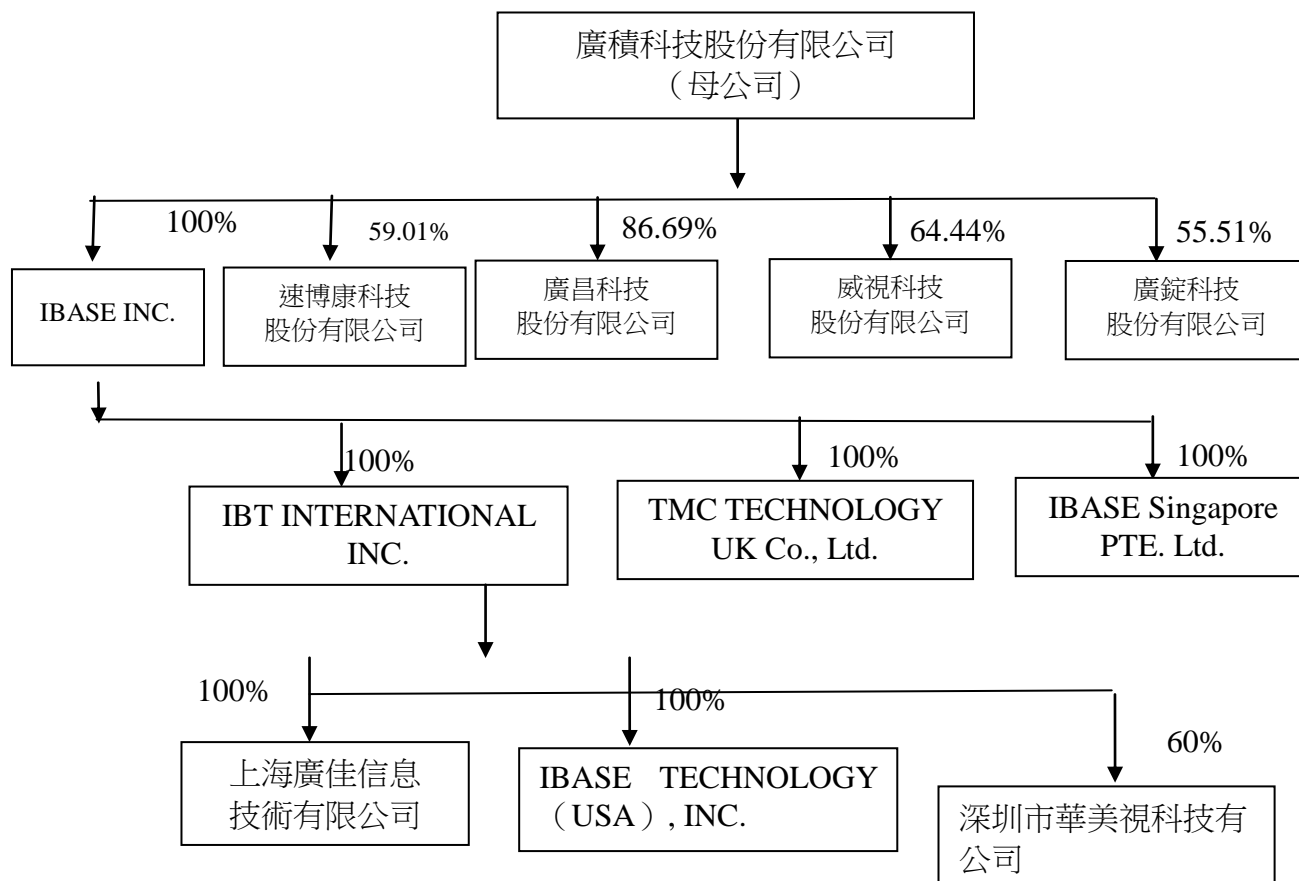 廣積科技股份有限公司
（母公司）
100%
59.01%
86.69%
64.44%
55.51%
IBASE INC.
速博康科技
股份有限公司
廣昌科技
股份有限公司
威視科技
股份有限公司
廣錠科技
股份有限公司
100%
100%
100%
IBT INTERNATIONAL
INC.
TMC TECHNOLOGY
UK Co., Ltd.
IBASE Singapore
PTE. Ltd.
100%
100%
60%
上海廣佳信息
技術有限公司
IBASE TECHNOLOGY
（USA）, INC.
深圳市華美視科技有
公司